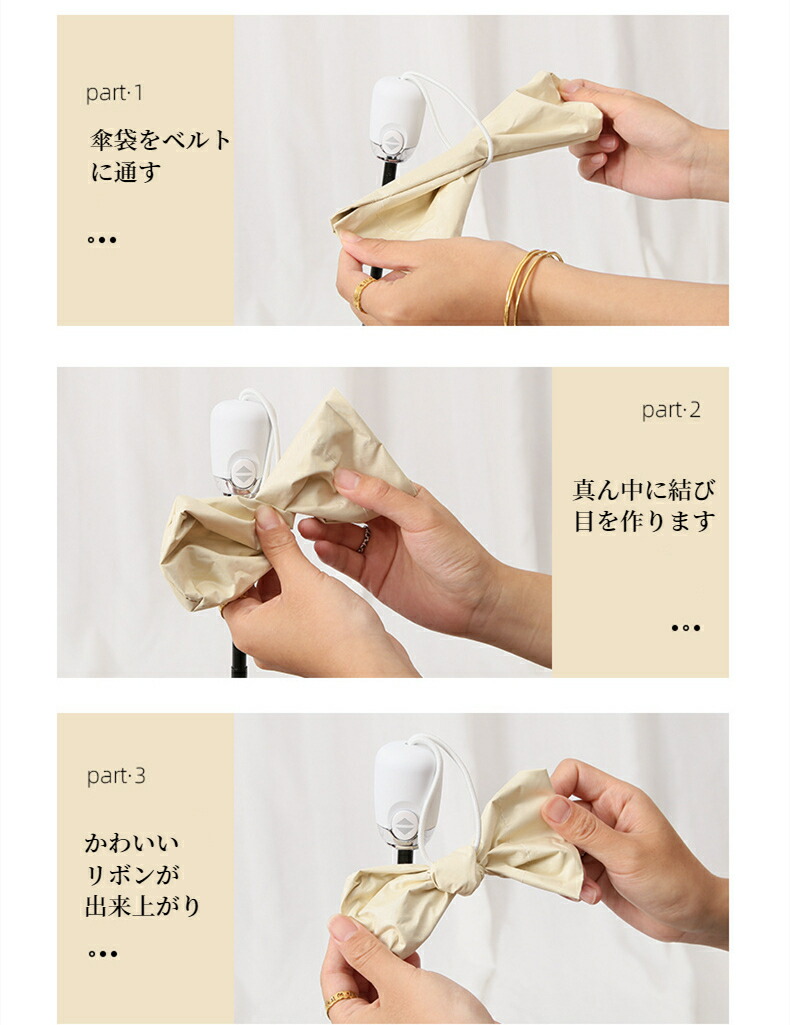 part·1
傘袋をベルト
に通す
part·2
真ん中に結び
目を作ります
part·3
かわいい
リボンが
出来上がり